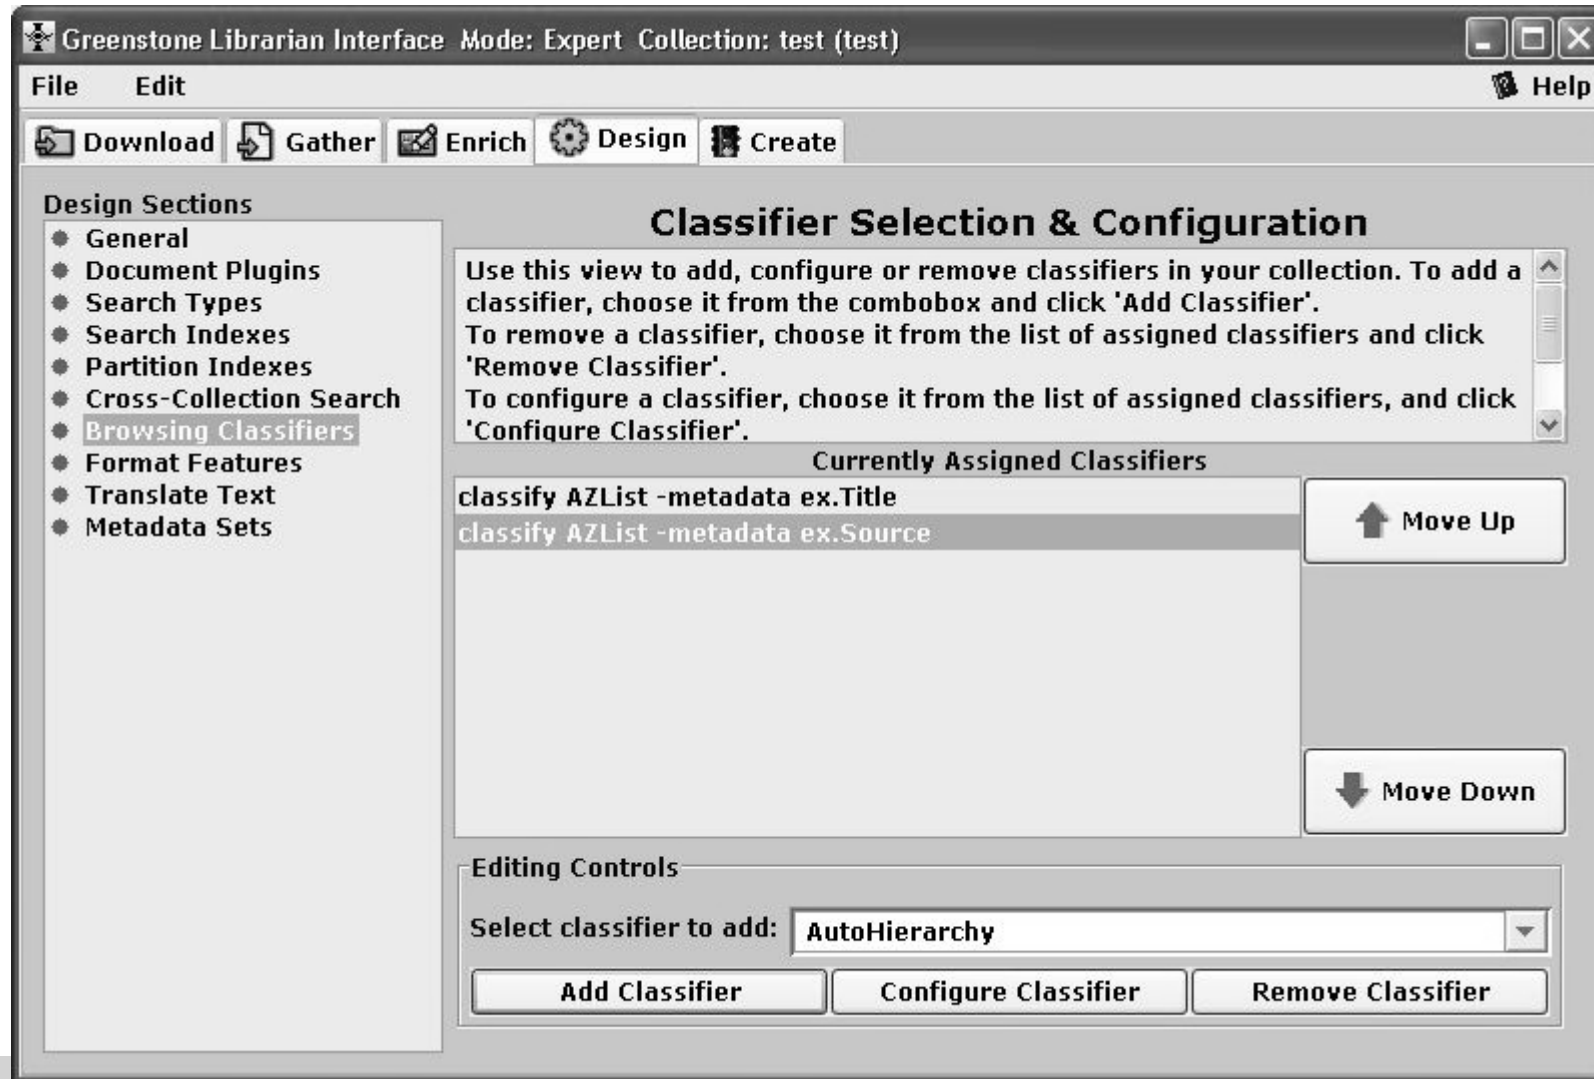 Greenstone Librarian Interface Mode: Expert Collection: test (test)
File Edit Help
Download Gather Enrich Design Create
Design Sections
General
Document Plugins
Search Types
Search Indexes
Partition Indexes
Cross-Collection Search
Browsing Classifiers
Format Features
Translate Text
Metadata Sets
Classifier Selection & Configuration
Use this view to add, configure or remove classifiers in your collection. To add a
classifier, choose it from the combobox and click 'Add Classifier'.
To remove a classifier, choose it from the list of assigned classifiers and click
'Remove Classifier'.
To configure a classifier, choose it from the list of assigned classifiers, and click
'Configure Classifier'.
Currently Assigned Classifiers
classify AZList -metadata ex.Title
classify AZList -metadata ex.Source
Move Up
Move Down
Editing Controls
Select classifier to add: AutoHierarchy
Add Classifier Configure Classifier Remove Classifier